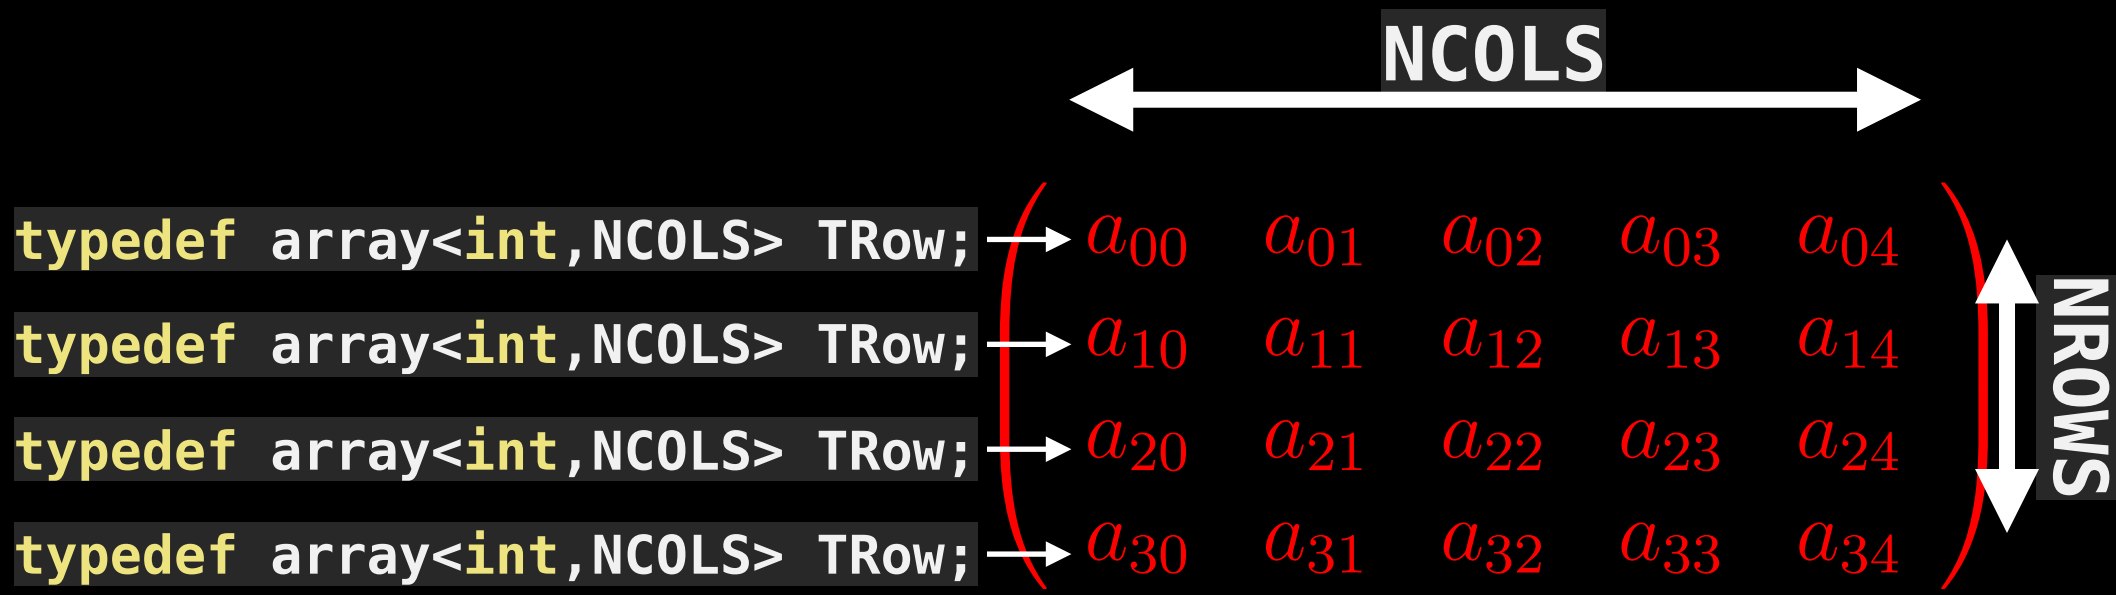 NCOLS
typedef array<int,NCOLS> TRow; a00 a01 a02 a03 a04
typedef array<int,NCOLS> TRow; a10 a11 a12 a13 a14
typedef array<int,NCOLS> TRow; a20 a21 a22 a23 a24
typedef array<int,NCOLS> TRow; a30 a31 a32 a33 a34
NROWS